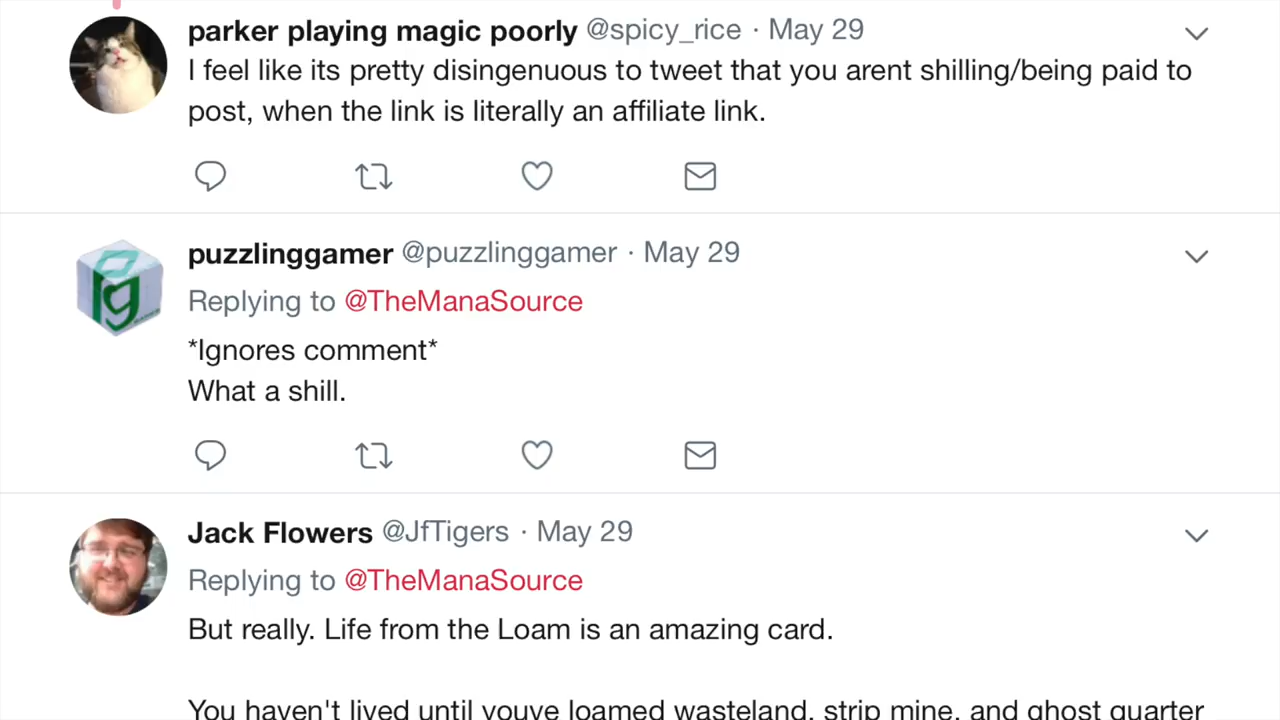 parker playing magic poorly @spicy_rice · May 29
I feel like its pretty disingenuous to tweet that you arent shilling/being paid to
post, when the link is literally an affiliate link.
puzzlinggamer @puzzlinggamer · May 29
Replying to @TheManaSource
*Ignores comment*
What a shill.
Jack Flowers @JfTigers · May 29
Replying to @TheManaSource
But really. Life from the Loam is an amazing card.
You haven't lived until youve loamed wasteland, strip mine, and ghost quarter